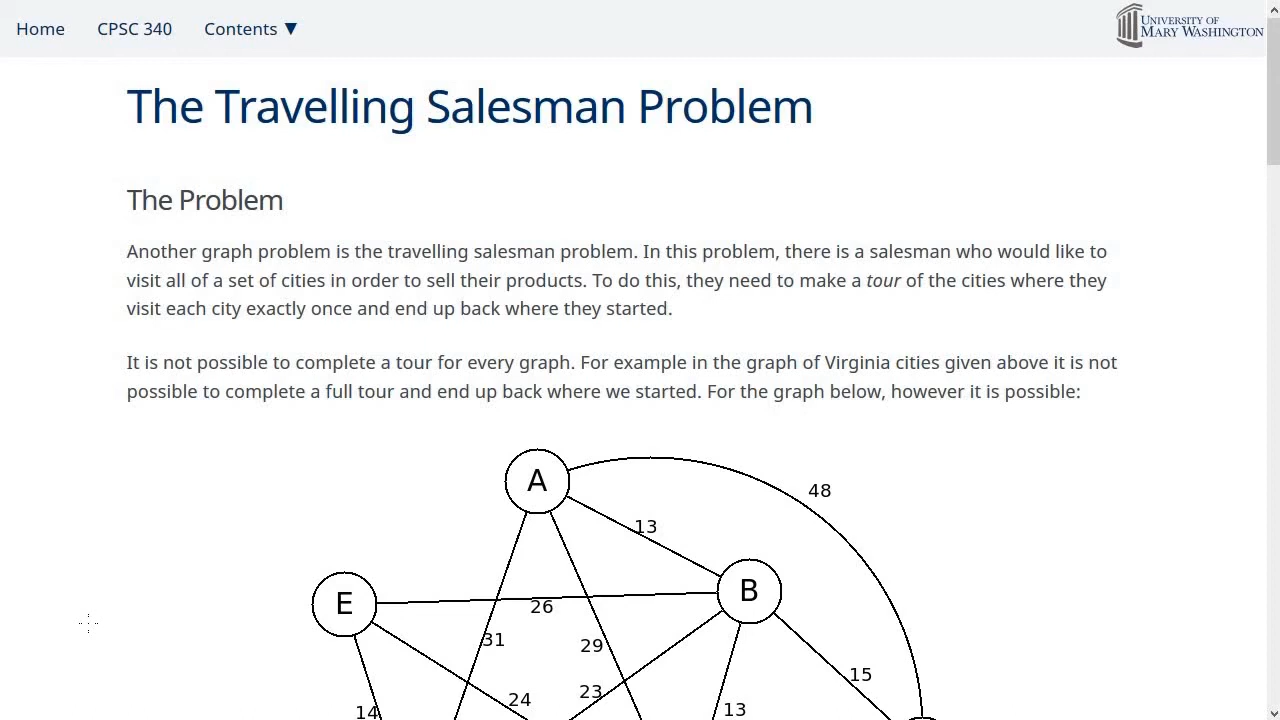 Home CPSC 340 Contents ▼
UNIVERSITY OF
MARY WASHINGTON
The Travelling Salesman Problem
The Problem
Another graph problem is the travelling salesman problem. In this problem, there is a salesman who would like to
visit all of a set of cities in order to sell their products. To do this, they need to make a tour of the cities where they
visit each city exactly once and end up back where they started.
It is not possible to complete a tour for every graph. For example in the graph of Virginia cities given above it is not
possible to complete a full tour and end up back where we started. For the graph below, however it is possible:
A
48
13
B
E
26
31
29
15
23
24
13
14